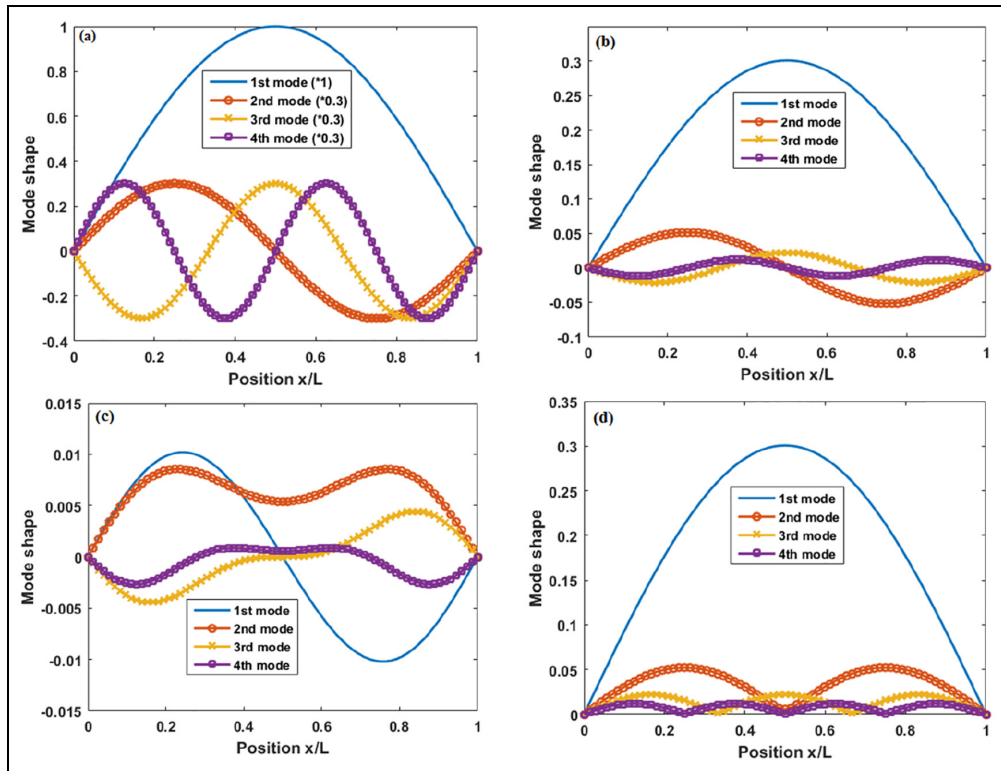 (a)
1
0.8
0.6
0.4
0.2
0
-0.2
-0.4
Mode shape
1st mode (*1)
2nd mode (*0.3)
3rd mode (*0.3)
4th mode (*0.3)
0 0.2 0.4 0.6 0.8 1
Position x/L
(b)
0.3
0.25
0.2
0.15
0.1
0.05
0
-0.05
-0.1
Mode shape
1st mode
2nd mode
3rd mode
4th mode
0 0.2 0.4 0.6 0.8 1
Position x/L
(c)
0.015
0.01
0.005
0
-0.005
-0.01
-0.015
Mode shape
1st mode
2nd mode
3rd mode
4th mode
0 0.2 0.4 0.6 0.8 1
Position x/L
(d)
0.35
0.3
0.25
0.2
0.15
0.1
0.05
0
Mode shape
1st mode
2nd mode
3rd mode
4th mode
0 0.2 0.4 0.6 0.8 1
Position x/L